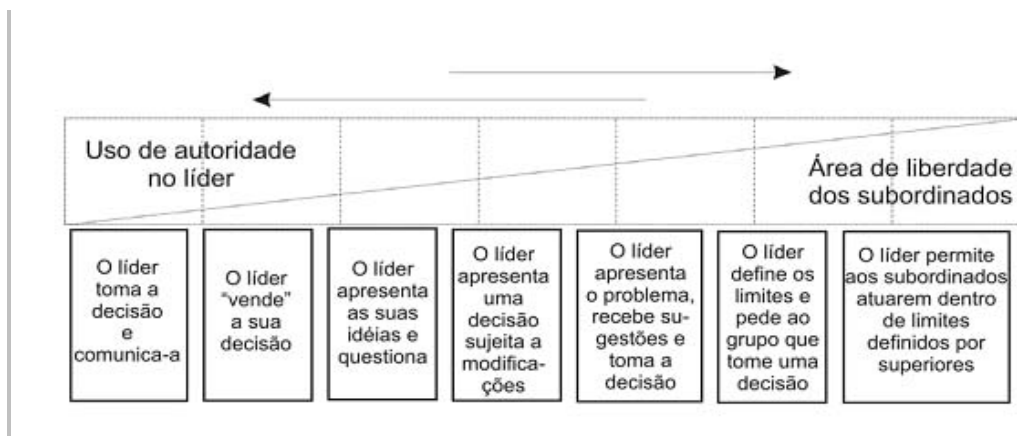 Uso de autoridade
no líder
Área de liberdade
dos subordinados
O líder
toma a
decisão
e
comunica-a
O líder
"vende"
a sua
decisão
O líder
apresenta
as suas
idéias e
questiona
O líder
apresenta
uma
decisão
sujeita a
modifica-
ções
O líder
apresenta
o problema,
recebe su-
gestões e
toma a
decisão
O líder
define os
limites e
pede ao
grupo que
tome uma
decisão
O líder permite
aos subordinados
atuarem dentro
de limites
definidos por
superiores